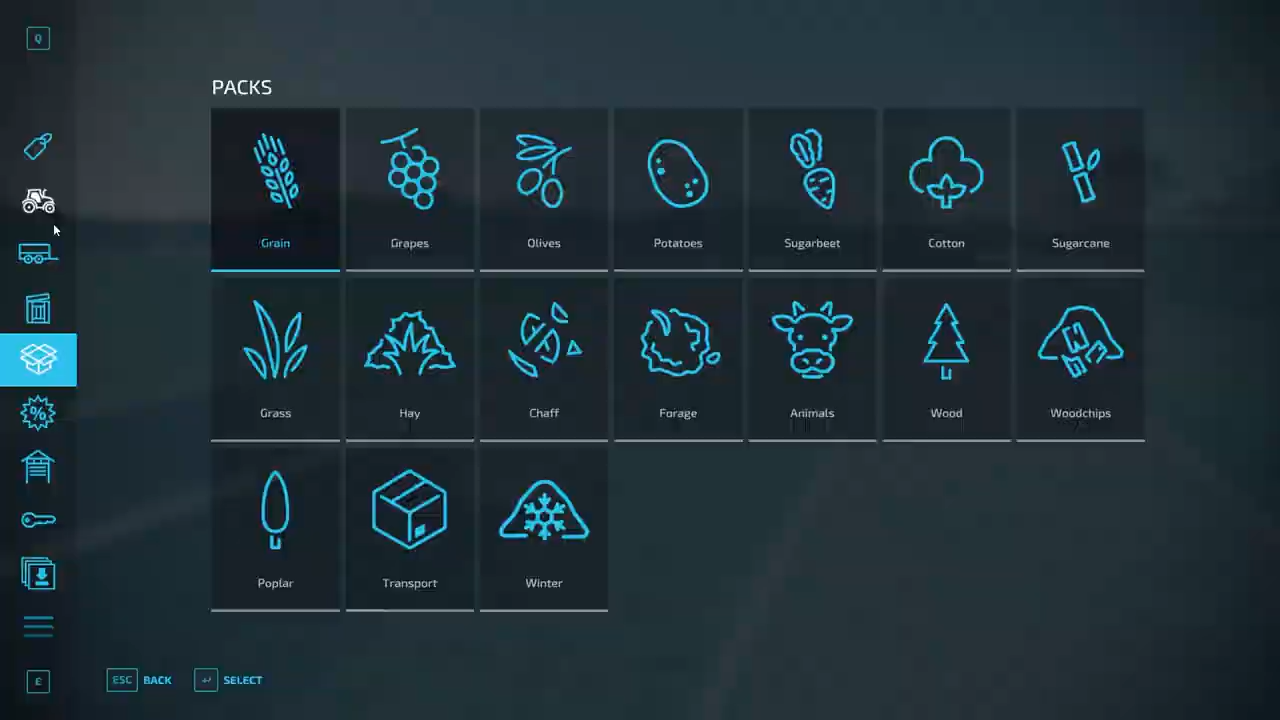 Q
PACKS
Grain Grapes Olives Potatoes Sugarbeet Cotton Sugarcane
%
Grass Hay Chaff Forage Animals Wood Woodchips
Poplar Transport Winter
E
ESC BACK SELECT